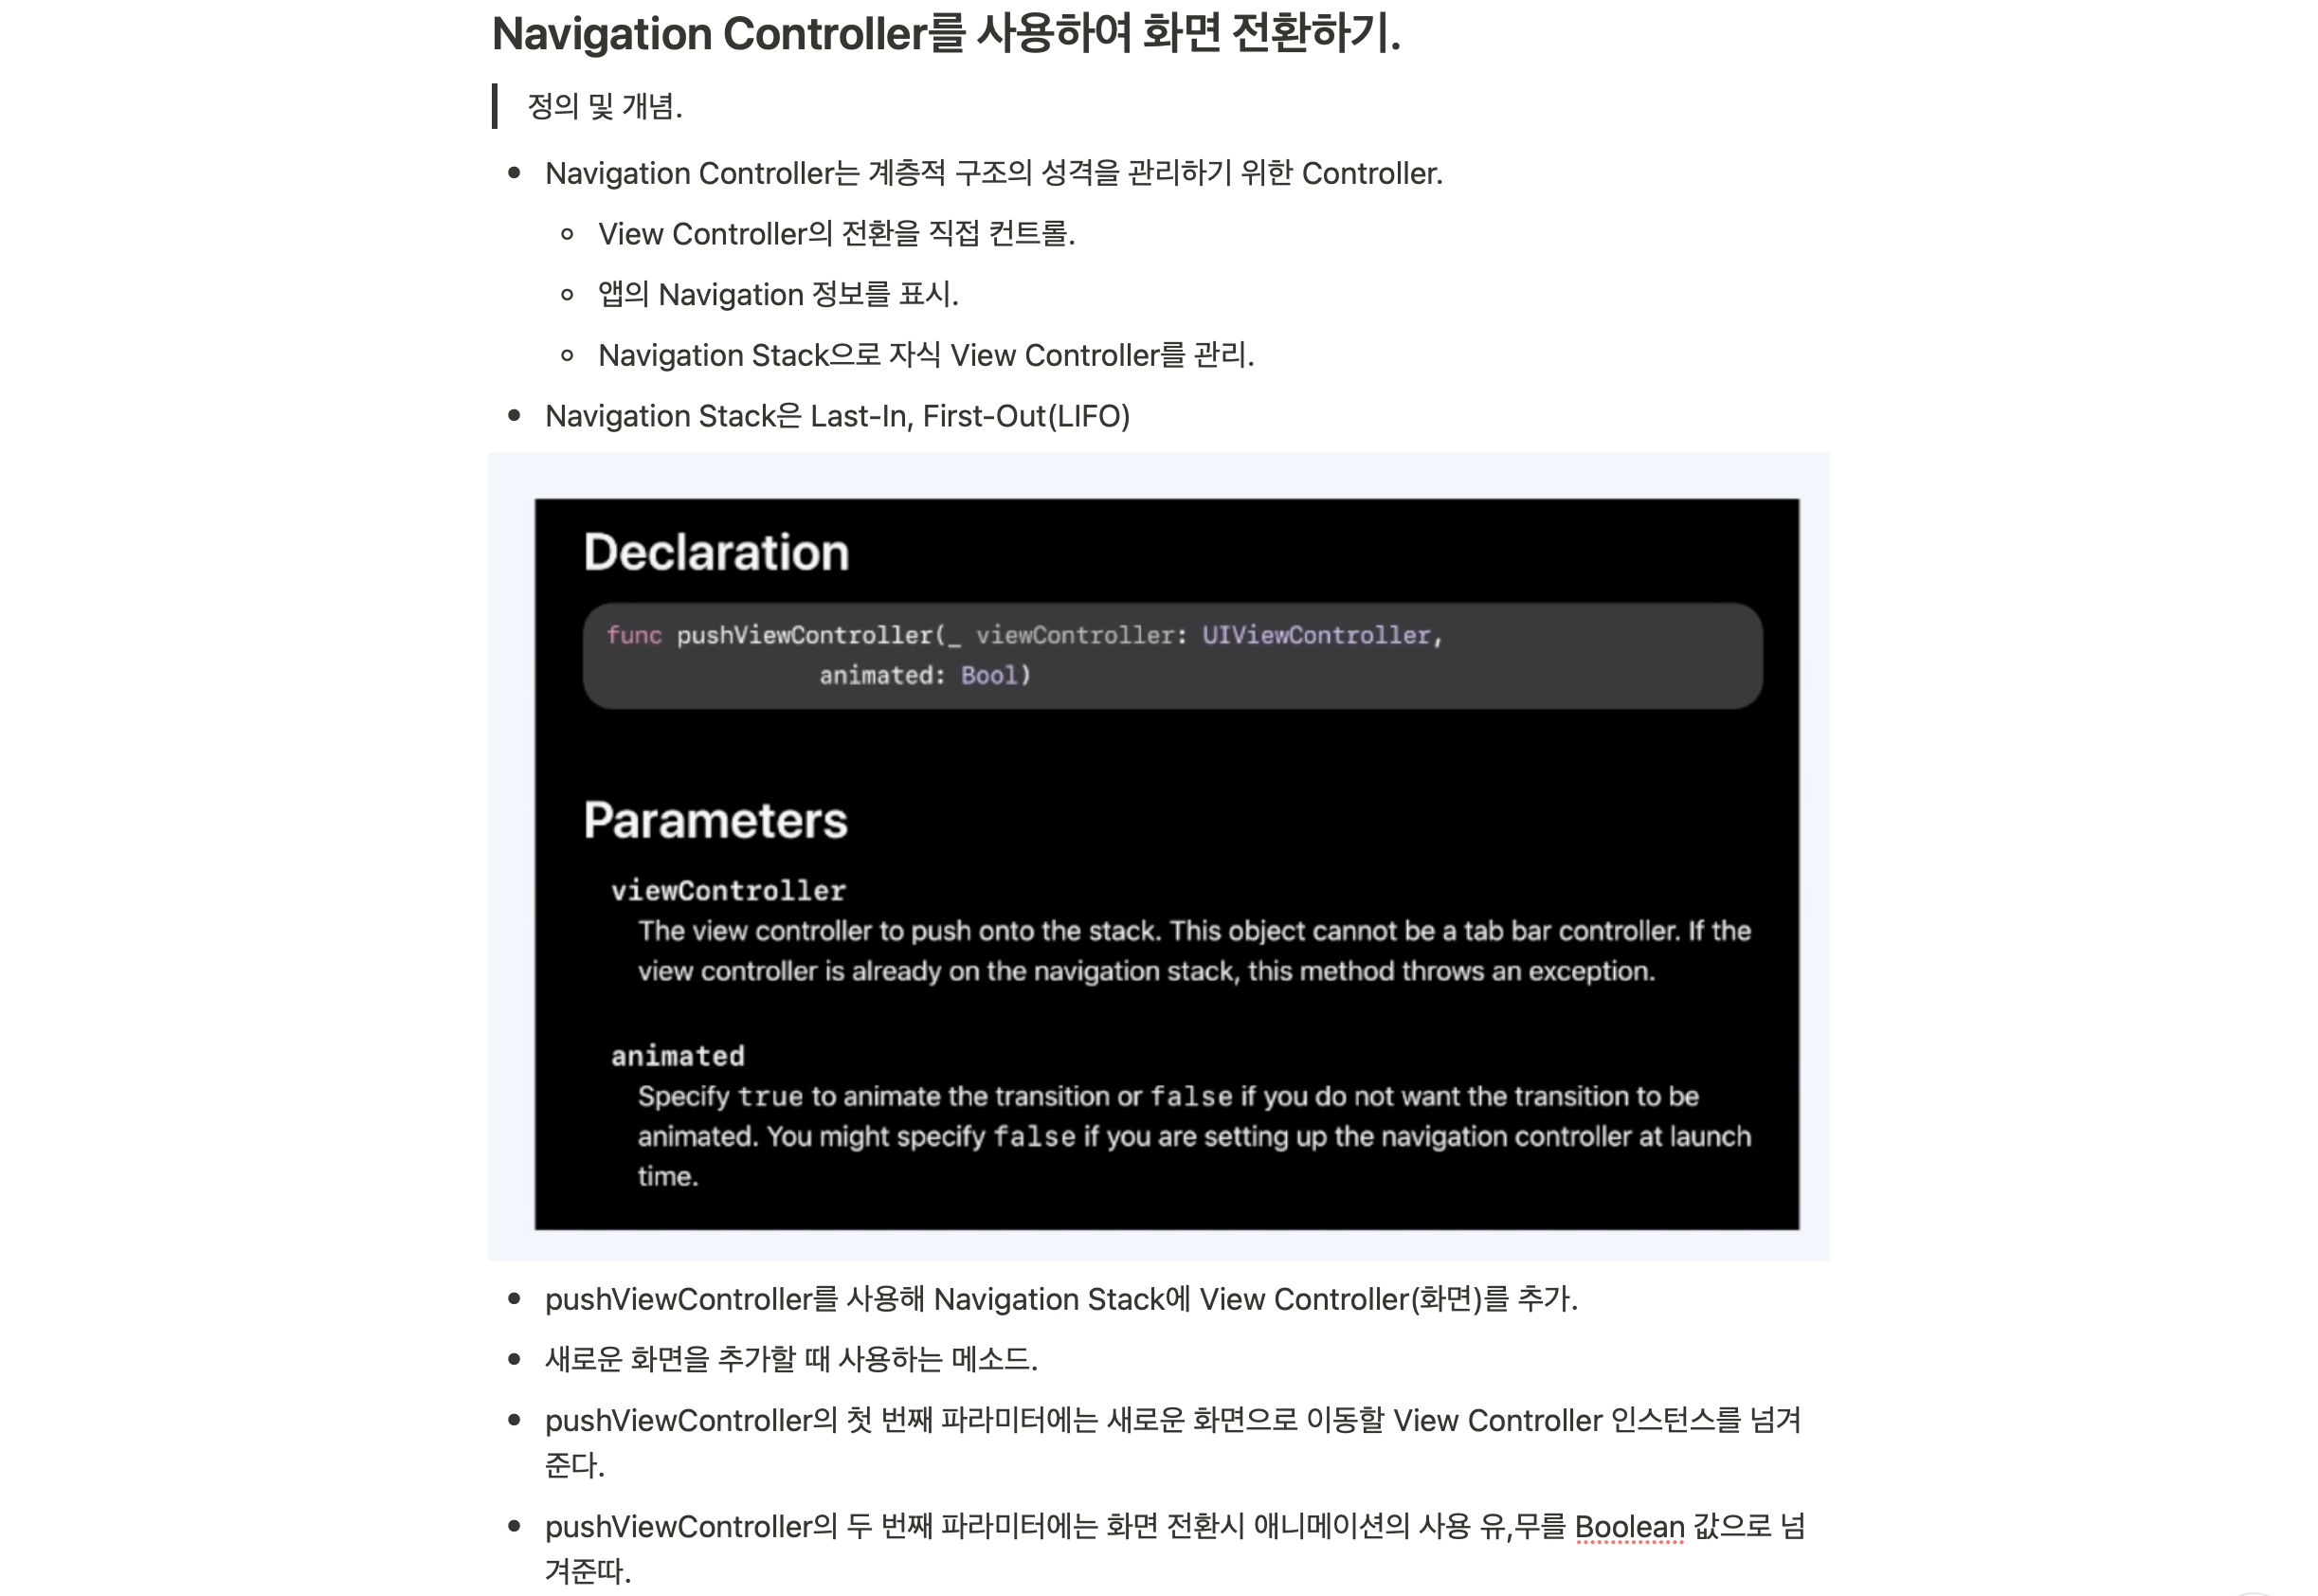 Navigation Controller를 사용하여 화면 전환하기.
정의 및 개념.
Navigation Controller는 계층적 구조의 성격을 관리하기 위한 Controller.
View Controller의 전환을 직접 컨트롤.
앱의 Navigation 정보를 표시.
Navigation Stack으로 자식 View Controller를 관리.
Navigation Stack은 Last-In, First-Out(LIFO)
Declaration
func pushViewController(_ viewController: UIViewController,
animated: Bool)
Parameters
viewController
The view controller to push onto the stack. This object cannot be a tab bar controller. If the
view controller is already on the navigation stack, this method throws an exception.
animated
Specify true to animate the transition or false if you do not want the transition to be
animated. You might specify false if you are setting up the navigation controller at launch
time.
pushViewController를 사용해 Navigation Stack에 View Controller(화면)를 추가.
새로운 화면을 추가할 때 사용하는 메소드.
pushViewController의 첫 번째 파라미터에는 새로운 화면으로 이동할 View Controller 인스턴스를 넘겨
준다.
pushViewController의 두 번째 파라미터에는 화면 전환시 애니메이션의 사용 유,무를 Boolean 값으로 넘
겨준따.